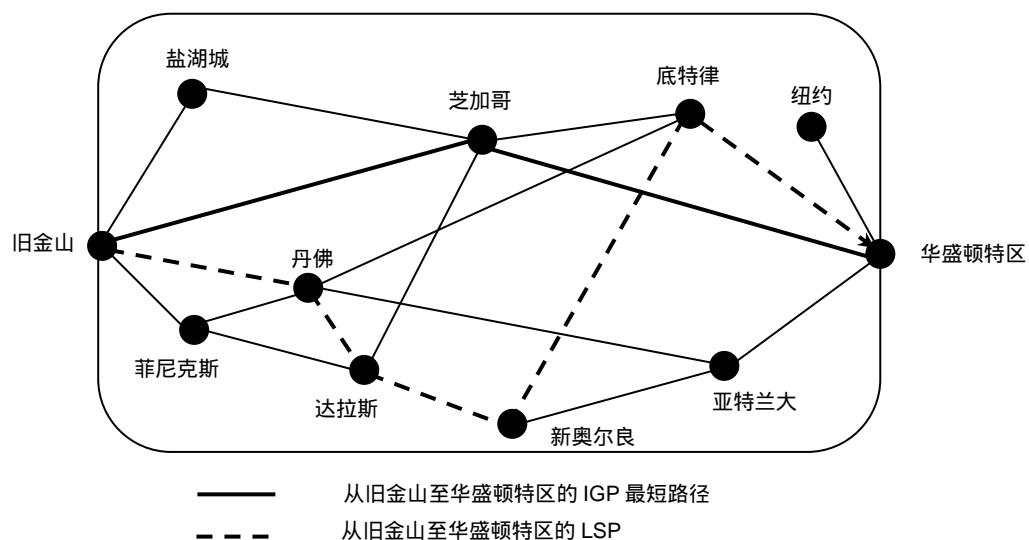 盐湖城
底特律
芝加哥
纽约
旧金山
丹佛
华盛顿特区
菲尼克斯
达拉斯
亚特兰大
新奥尔良
从旧金山至华盛顿特区的 IGP 最短路径
从旧金山至华盛顿特区的 LSP